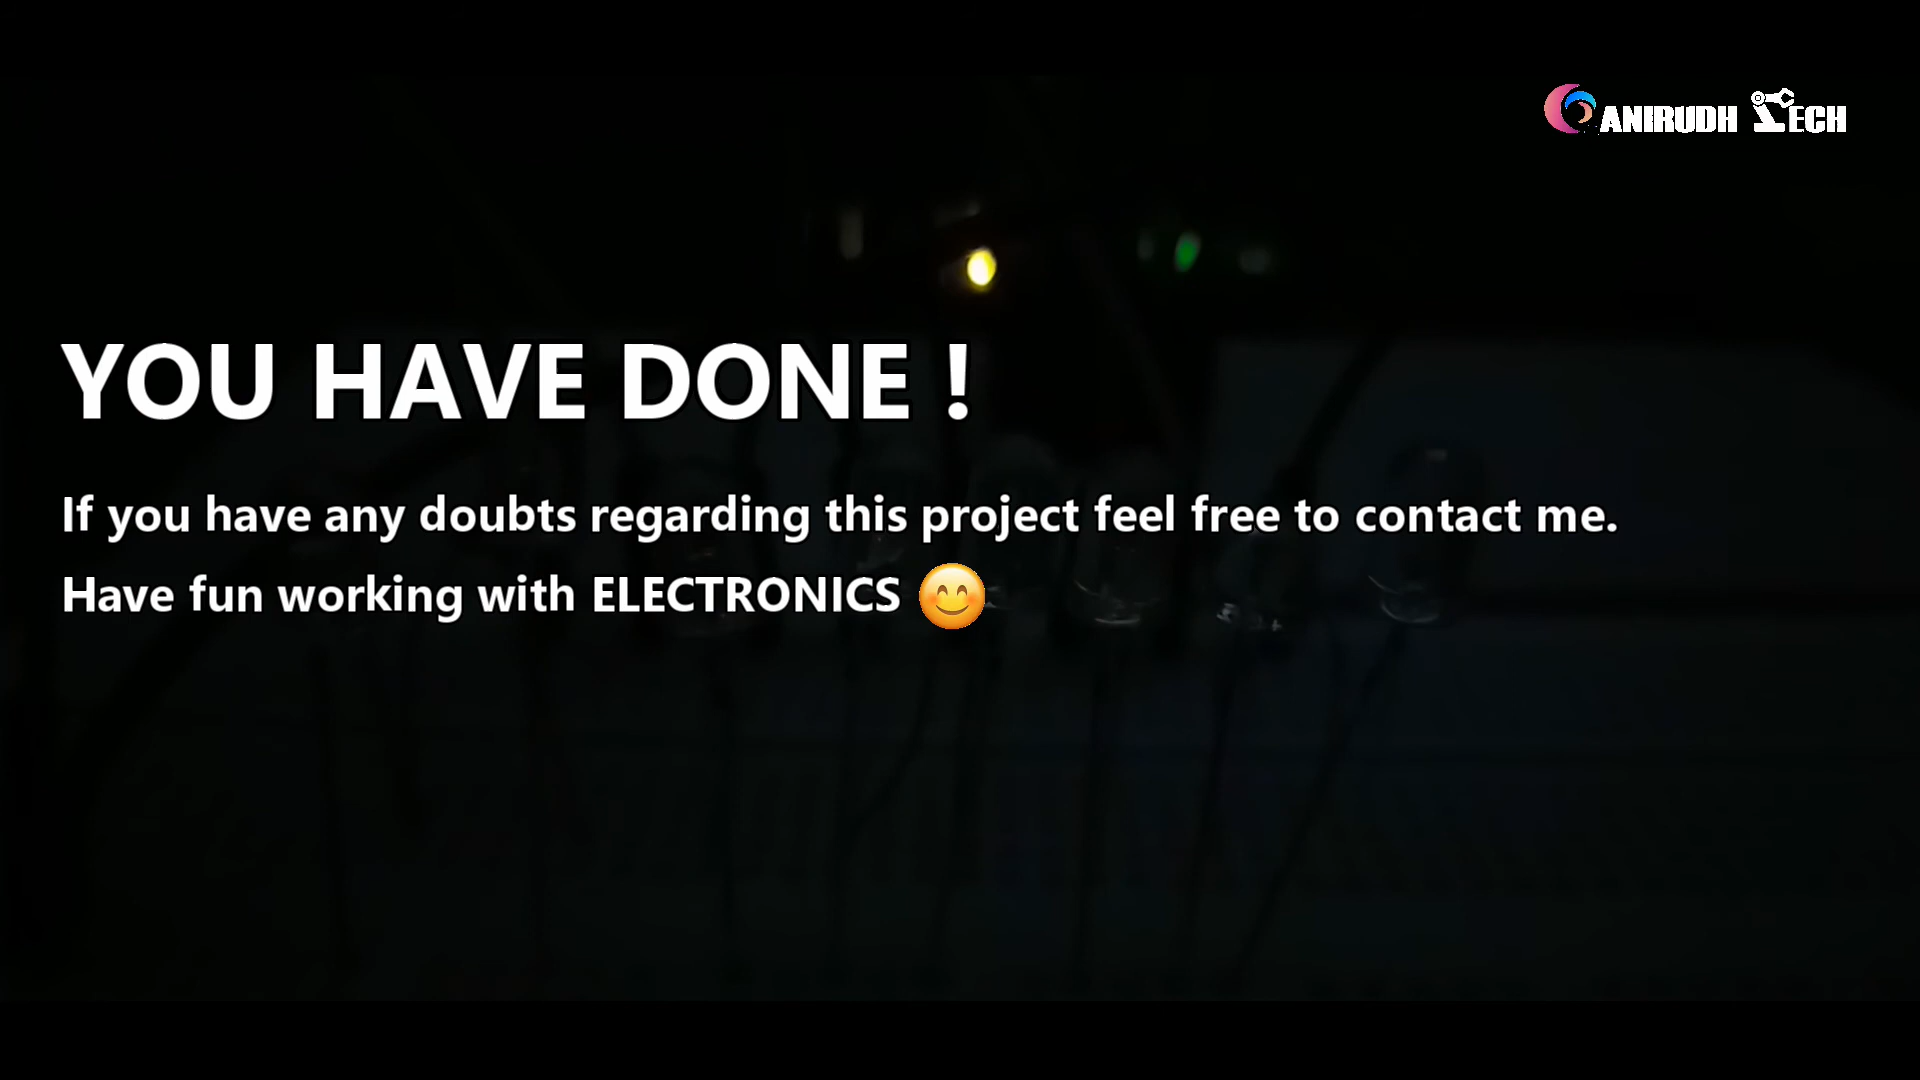 ANIRUDH TECH
YOU HAVE DONE !
If you have any doubts regarding this project feel free to contact me.
Have fun working with ELECTRONICS 😊